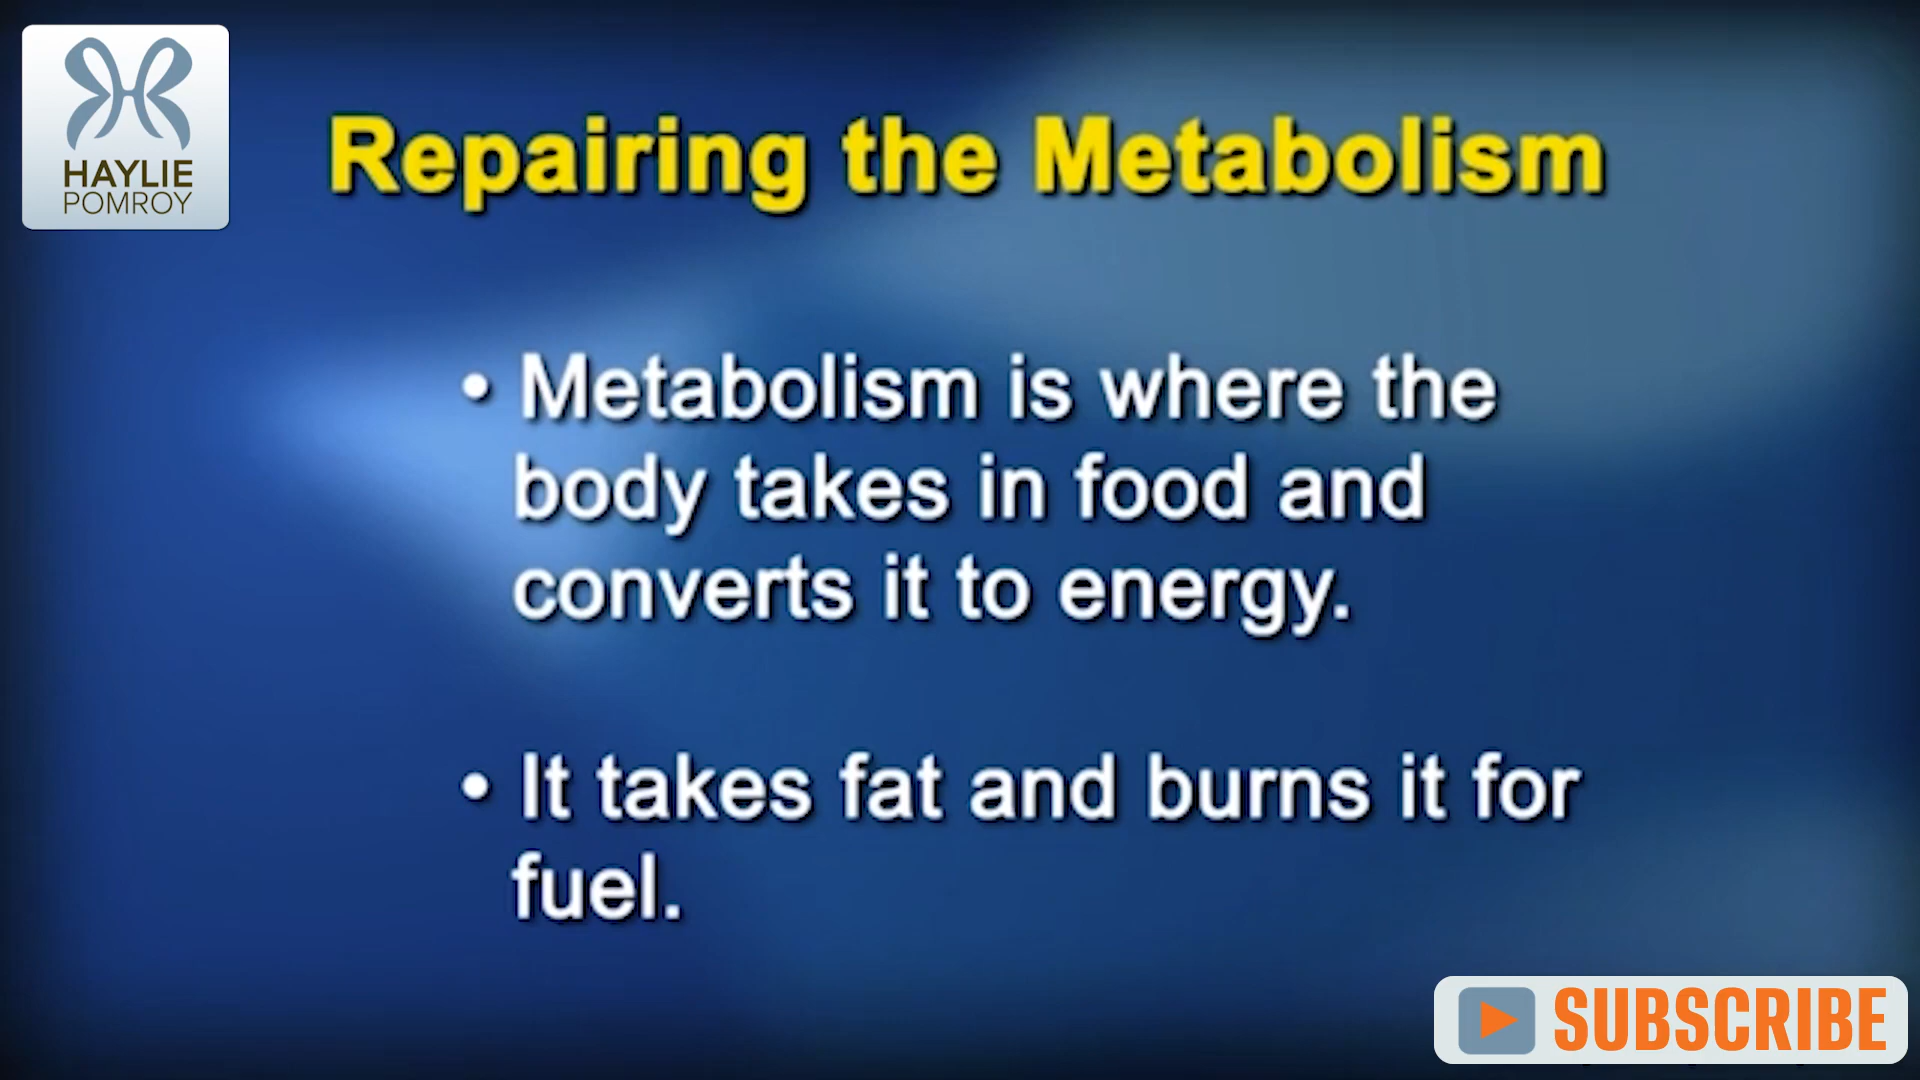 HAYLIE
POMROY
Repairing the Metabolism
• Metabolism is where the
body takes in food and
converts it to energy.
• It takes fat and burns it for
fuel.
SUBSCRIBE